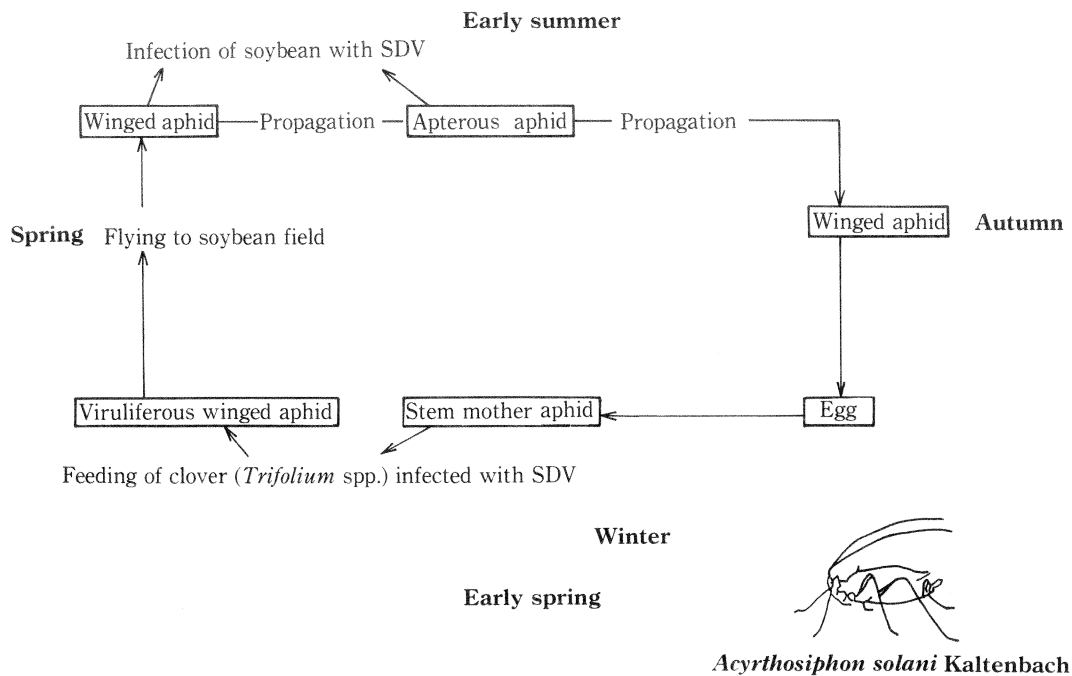 Early summer
Infection of soybean with SDV
Winged aphid Propagation Apterous aphid Propagation
Winged aphid Autumn
Spring Flying to soybean field
Viruliferous winged aphid Stem mother aphid Egg
Feeding of clover (Trifolium spp.) infected with SDV
Winter
Early spring
Acyrthosiphon solani Kaltenbach